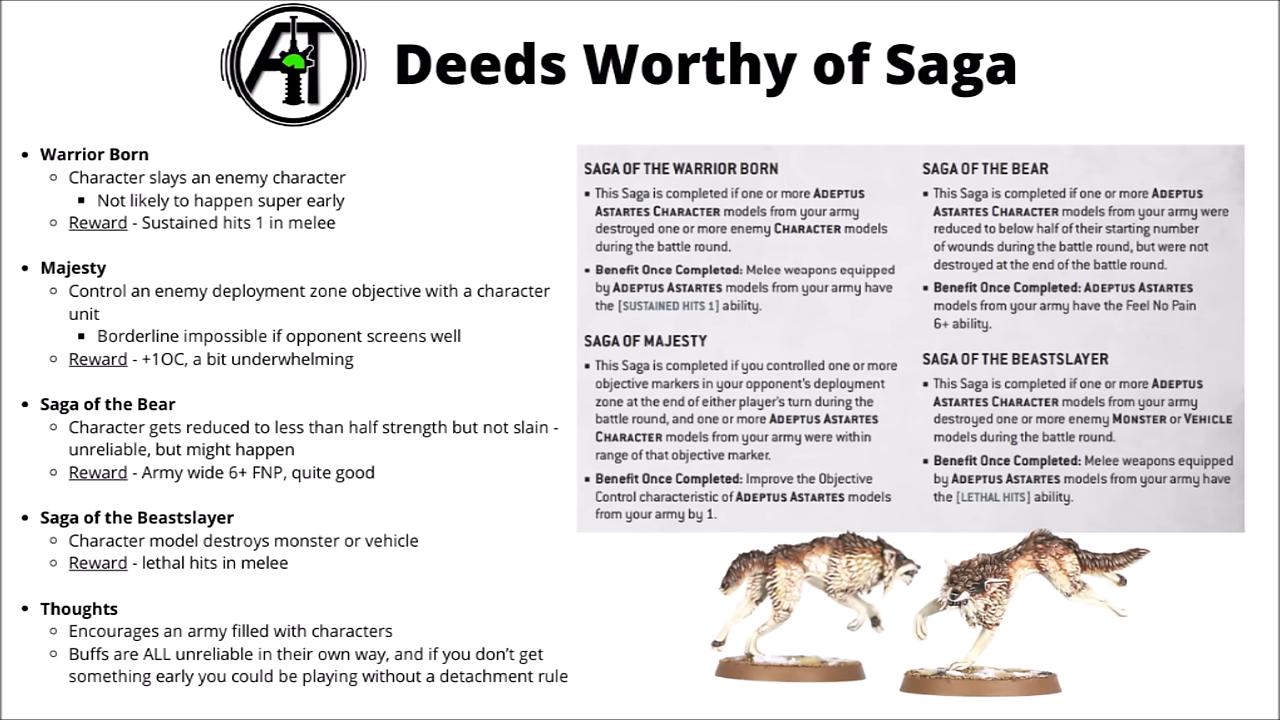 AT
Deeds Worthy of Saga
Warrior Born
Character slays an enemy character
Not likely to happen super early
Reward - Sustained hits 1 in melee
Majesty
Control an enemy deployment zone objective with a character
unit
Borderline impossible if opponent screens well
Reward - +1OC, a bit underwhelming
Saga of the Bear
Character gets reduced to less than half strength but not slain -
unreliable, but might happen
Reward - Army wide 6+ FNP, quite good
Saga of the Beastslayer
Character model destroys monster or vehicle
Reward - lethal hits in melee
Thoughts
Encourages an army filled with characters
Buffs are ALL unreliable in their own way, and if you don't get
something early you could be playing without a detachment rule
SAGA OF THE WARRIOR BORN
This Saga is completed if one or more ADEPTUS
ASTARTES CHARACTER models from your army
destroyed one or more enemy CHARACTER models
during the battle round.
Benefit Once Completed: Melee weapons equipped
by ADEPTUS ASTARTES models from your army have
the [SUSTAINED HITS 1] ability.
SAGA OF MAJESTY
This Saga is completed if you controlled one or more
objective markers in your opponent's deployment
zone at the end of either player's turn during the
battle round, and one or more ADEPTUS ASTARTES
CHARACTER models from your army were within
range of that objective marker.
Benefit Once Completed: Improve the Objective
Control characteristic of ADEPTUS ASTARTES models
from your army by 1.
SAGA OF THE BEAR
This Saga is completed if one or more ADEPTUS
ASTARTES CHARACTER models from your army were
reduced to below half of their starting number
of wounds during the battle round, but were not
destroyed at the end of the battle round.
Benefit Once Completed: ADEPTUS ASTARTES
models from your army have the Feel No Pain
6+ ability.
SAGA OF THE BEASTSLAYER
This Saga is completed if one or more ADEPTUS
ASTARTES CHARACTER models from your army
destroyed one or more enemy MONSTER or VEHICLE
models during the battle round.
Benefit Once Completed: Melee weapons equipped
by ADEPTUS ASTARTES models from your army have
the [LETHAL HITS] ability.